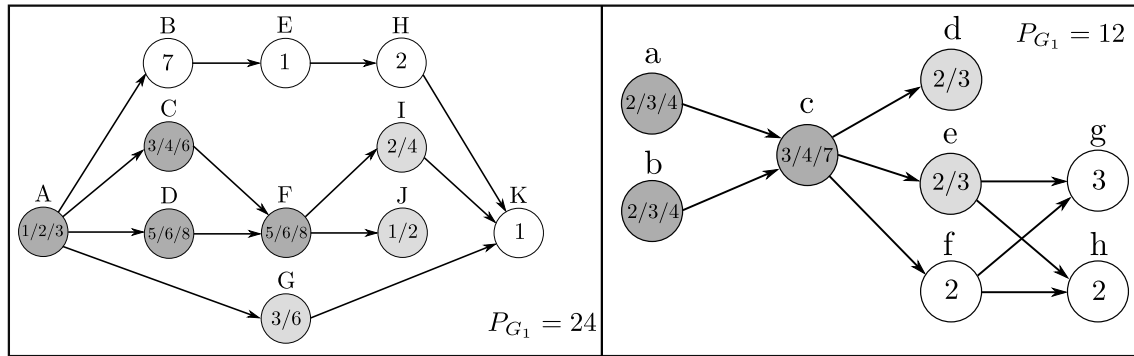 B
E
H
7
1
2
C
I
3/4/6
2/4
A
D
F
J
K
1/2/3
5/6/8
5/6/8
1/2
1
G
3/6
P_{G_1} = 24
d
P_{G_1} = 12
a
2/3
2/3/4
c
e
g
3/4/7
b
2/3
3
2/3/4
f
h
2
2